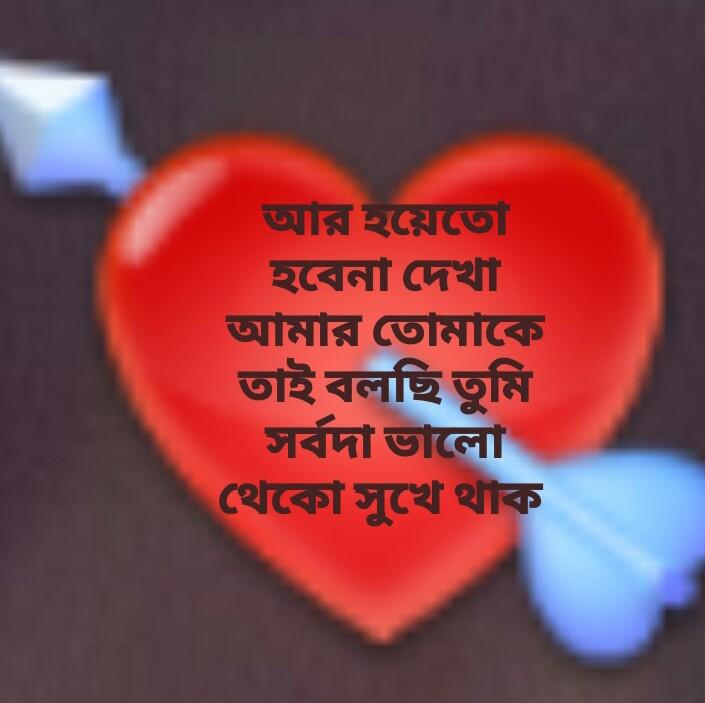 আর হয়েতো
হবেনা দেখা
আমার তোমাকে
তাই বলছি তুমি
সর্বদা ভালো
থেকো সুখে থাক